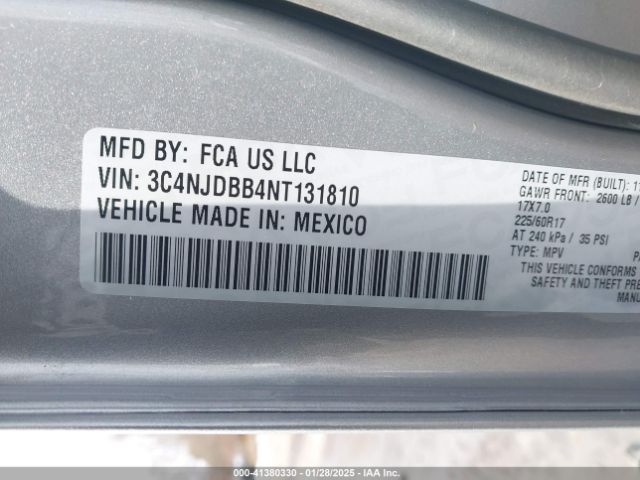 MFD BY: FCA US LLC
VIN: 3C4NJDBB4NT131810
VEHICLE MADE IN: MEXICO
DATE OF MFR (BUILT): 11
GAWR FRONT: 2600 LB /
17X7.0
225/60R17
AT 240 kPa / 35 PSI
TYPE: MPV
THIS VEHICLE CONFORMS
SAFETY AND THEFT PRE
MANU
000-41380330 - 01/28/2025 - IAA, Inc.